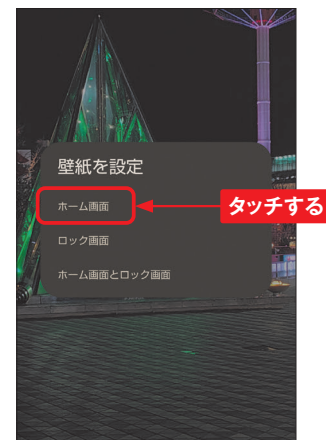 壁紙を設定
ホーム画面
タッチする
ロック画面
ホーム画面とロック画面